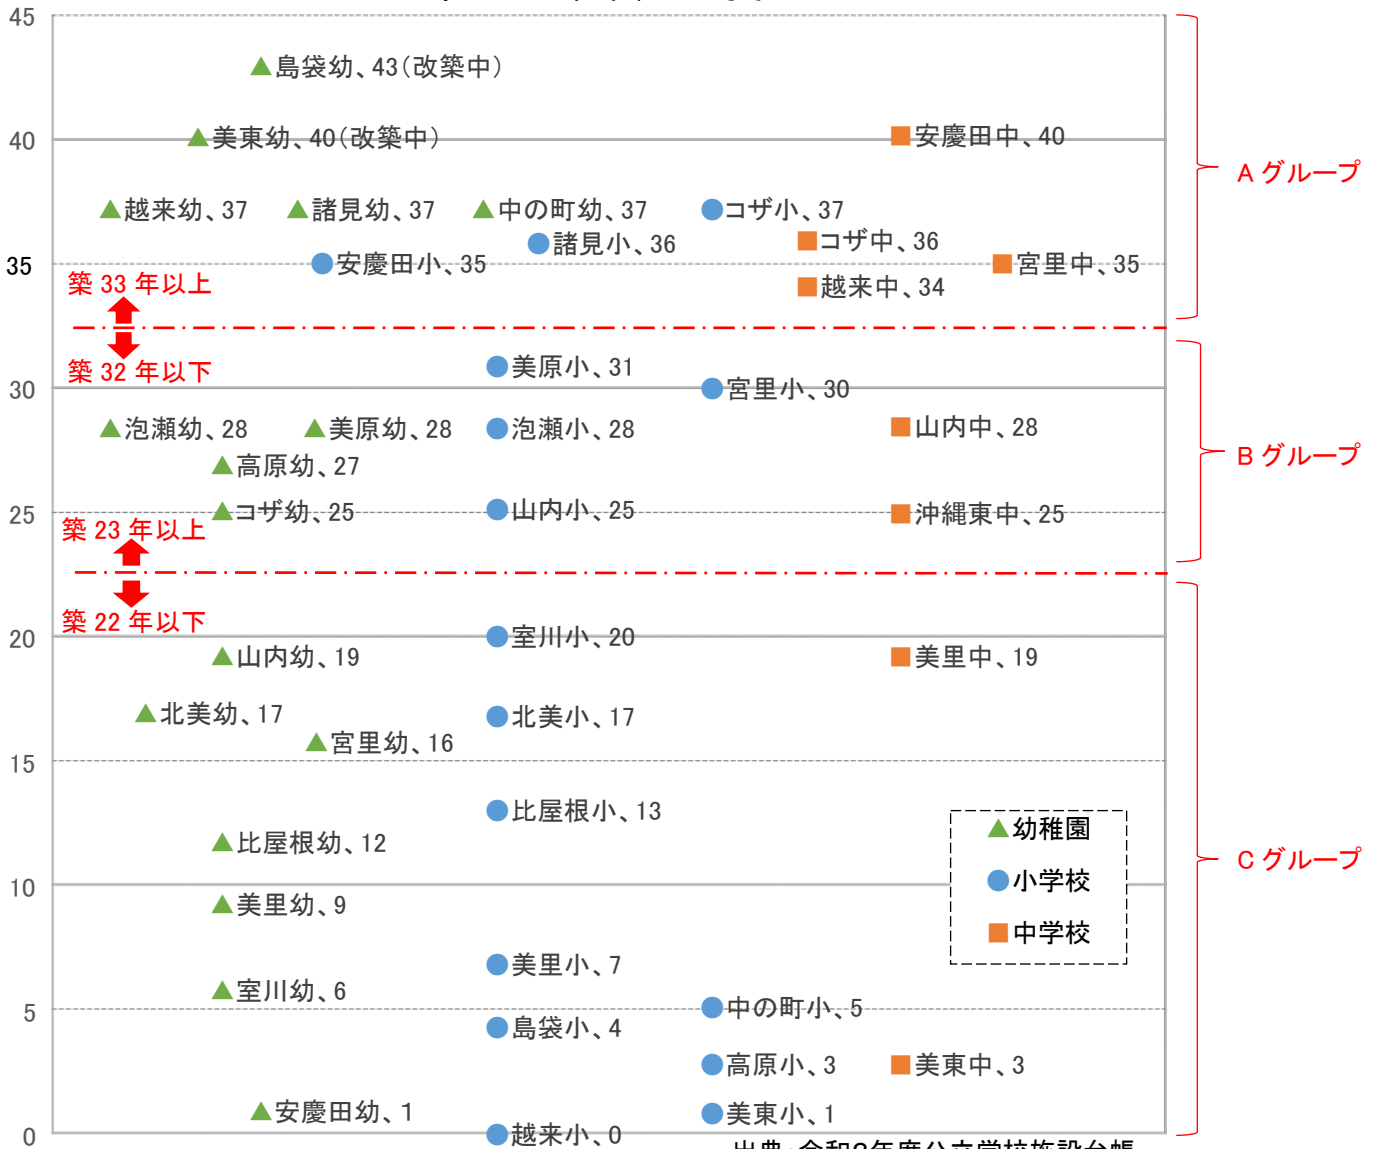 45
島袋幼、43（改築中）
40
美東幼、40（改築中）
安慶田中、40
Aグループ
越来幼、37
諸見幼、37
中の町幼、37
コザ小、37
諸見小、36
コザ中、36
35
安慶田小、35
宮里中、35
築 33 年以上
越来中、34
築 32 年以下
美原小、31
30
宮里小、30
泡瀬幼、28
美原幼、28
泡瀬小、28
山内中、28
Bグループ
高原幼、27
25
コザ幼、25
山内小、25
沖縄東中、25
築 23 年以上
築 22 年以下
20
室川小、20
山内幼、19
美里中、19
北美幼、17
北美小、17
宮里幼、16
15
比屋根小、13
幼稚園
比屋根幼、12
Cグループ
10
小学校
美里幼、9
中学校
美里小、7
室川幼、6
5
中の町小、5
島袋小、4
高原小、3
美東中、3
安慶田幼、1
美東小、1
0
越来小、0